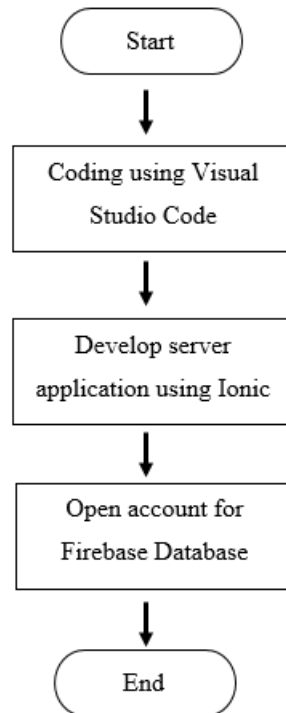 Start
Coding using Visual
Studio Code
Develop server
application using Ionic
Open account for
Firebase Database
End